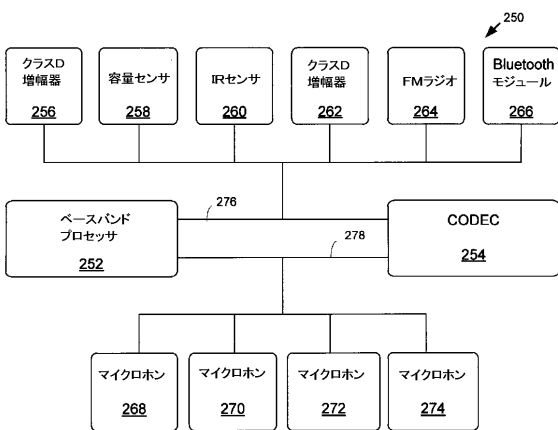 250
クラスD
増幅器
256
容量センサ
258
IRセンサ
260
クラスD
増幅器
262
FMラジオ
264
Bluetooth
モジュール
266
276
ベースバンド
プロセッサ
252
278
CODEC
254
マイクロホン
268
マイクロホン
270
マイクロホン
272
マイクロホン
274